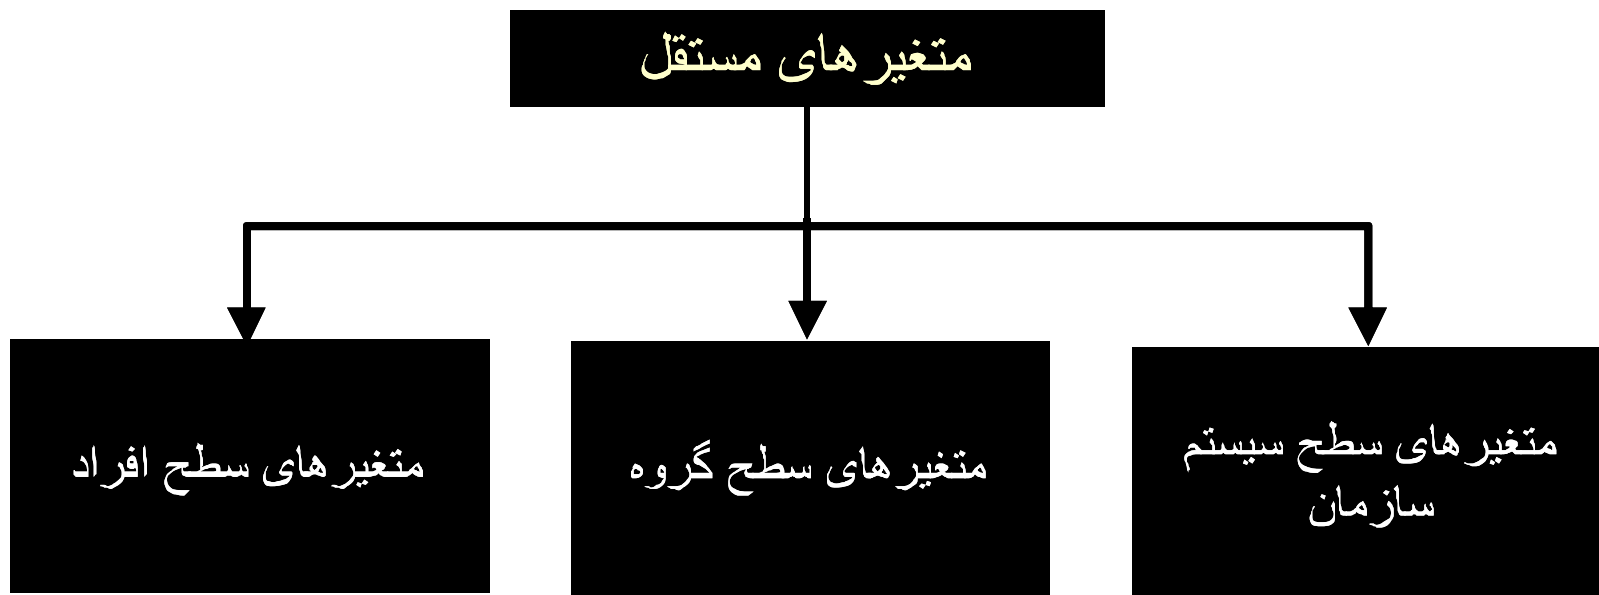 متغیرهای مستقل
متغیرهای سطح سیستم
سازمان
متغیرهای سطح گروه
متغیرهای سطح افراد